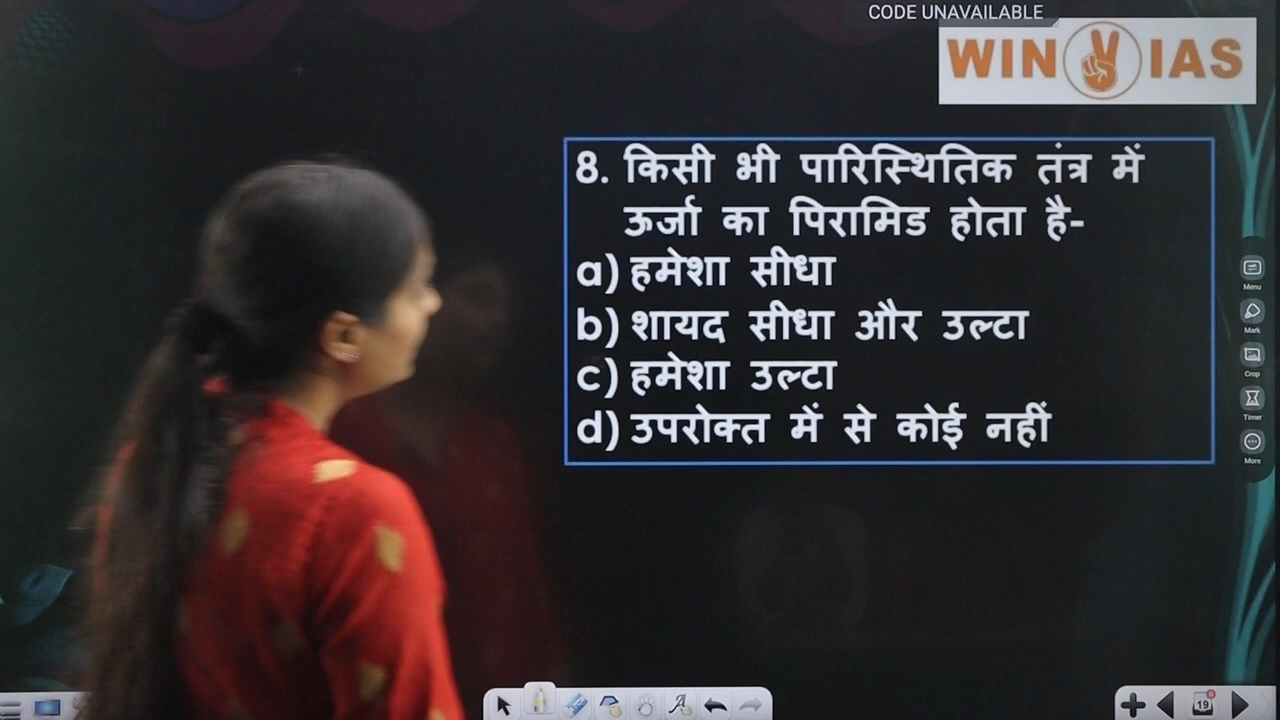 CODE UNAVAILABLE
WIN IAS
8. किसी भी पारिस्थितिक तंत्र में
ऊर्जा का पिरामिड होता है-
a) हमेशा सीधा
b) शायद सीधा और उल्टा
c) हमेशा उल्टा
d) उपरोक्त में से कोई नहीं
Menu
Mark
Crop
Timer
More
19